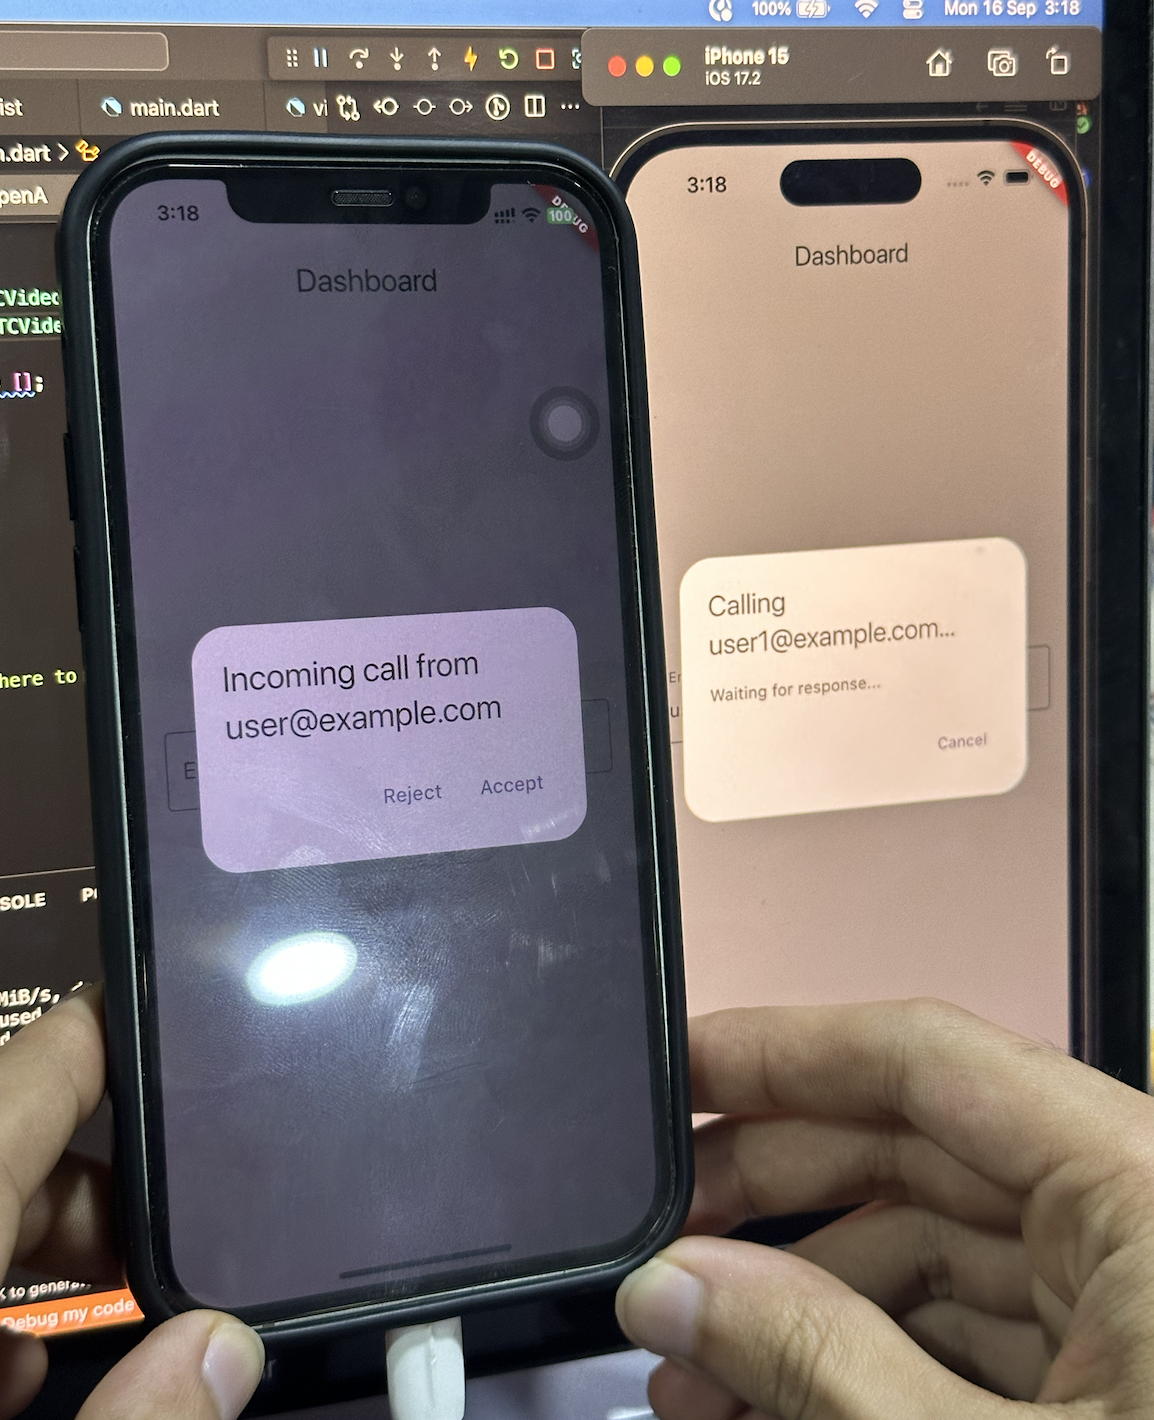 100%
Mon 16 Sep 3:18
iPhone 15
iOS 17.2
ist
main.dart
vi
...
n.dart >
penA
3:18
100
DEBUG
Dashboard
3:18
DEBUG
Dashboard
CVideo
TCVide
[];
Incoming call from
user@example.com
Reject Accept
E
Calling
user1@example.com...
Waiting for response...
Cancel
Er
u
here to
SOLE
MiB/s,
used
to genera
Debug my code